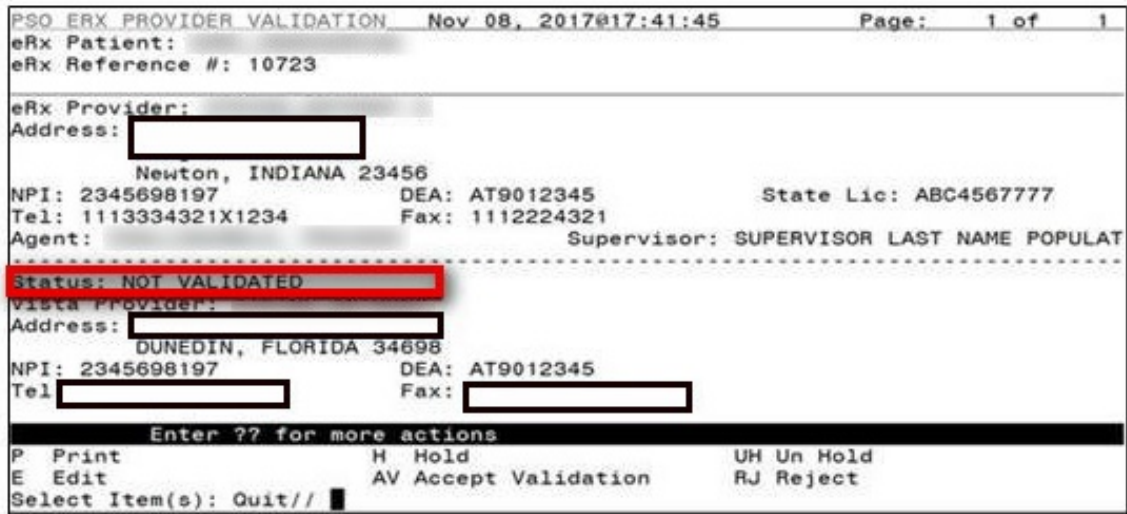 PSO ERX PROVIDER VALIDATION Nov 08, 2017@17:41:45 Page: 1 of 1
eRx Patient:
eRx Reference #: 10723
eRx Provider:
Address:
Newton, INDIANA 23456
NPI: 2345698197 DEA: AT9012345 State Lic: ABC4567777
Tel: 1113334321X1234 Fax: 1112224321
Agent: Supervisor: SUPERVISOR LAST NAME POPULAT
Status: NOT VALIDATED
Vista Provider:
Address:
DUNEDIN, FLORIDA 34698
NPI: 2345698197 DEA: AT9012345
Tel Fax:
Enter ?? for more actions
P Print H Hold UH Un Hold
E Edit AV Accept Validation RJ Reject
Select Item(s): Quit//